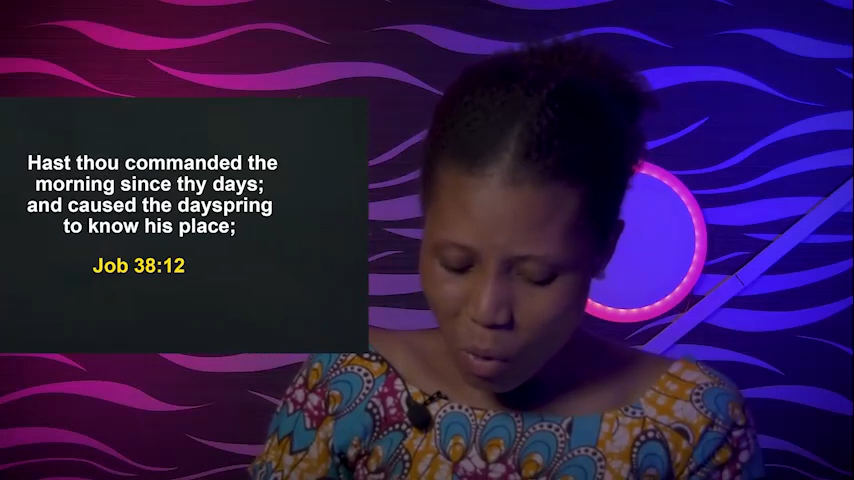 Hast thou commanded the
morning since thy days;
and caused the dayspring
to know his place;
Job 38:12